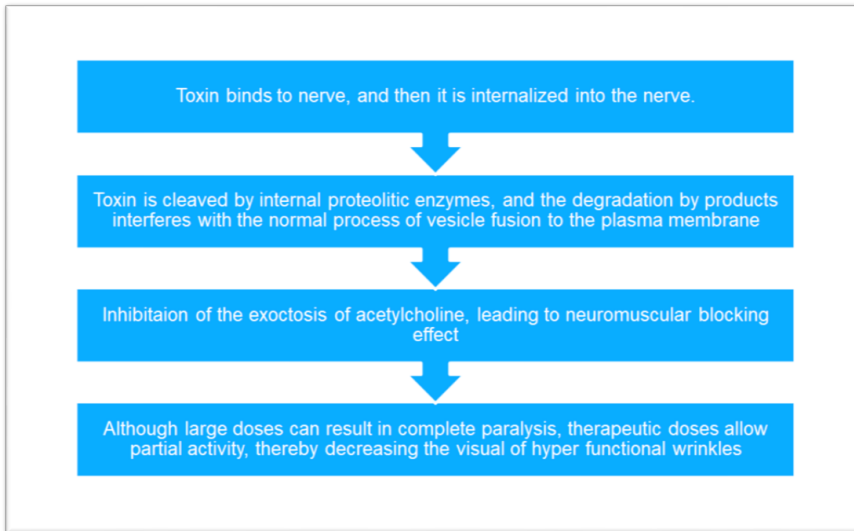 Toxin binds to nerve, and then it is internalized into the nerve.
Toxin is cleaved by internal proteolitic enzymes, and the degradation by products
interferes with the normal process of vesicle fusion to the plasma membrane
Inhibitaion of the exoctosis of acetylcholine, leading to neuromuscular blocking
effect
Although large doses can result in complete paralysis, therapeutic doses allow
partial activity, thereby decreasing the visual of hyper functional wrinkles